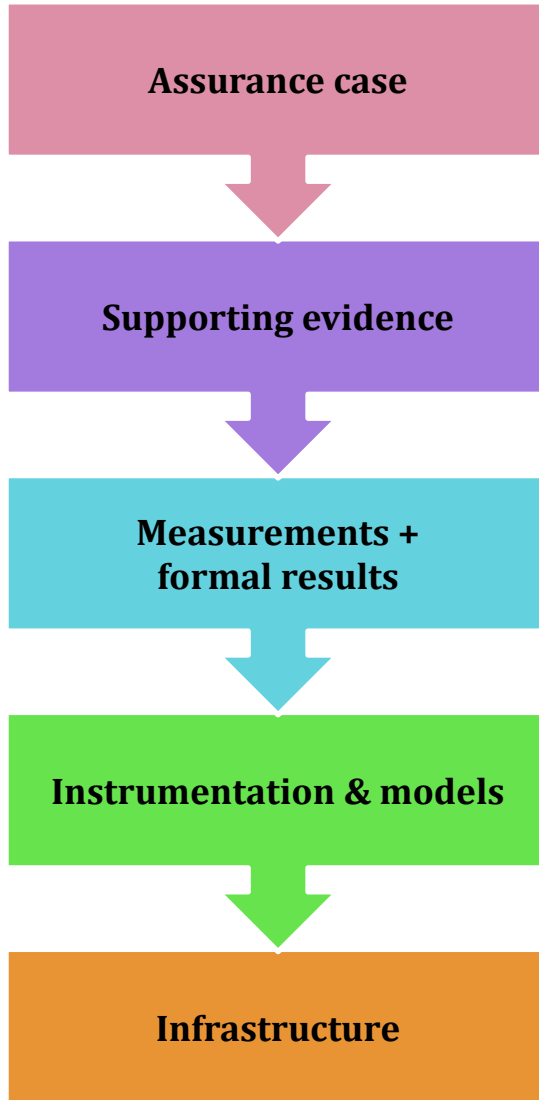 Assurance case
Supporting evidence
Measurements +
formal results
Instrumentation & models
Infrastructure